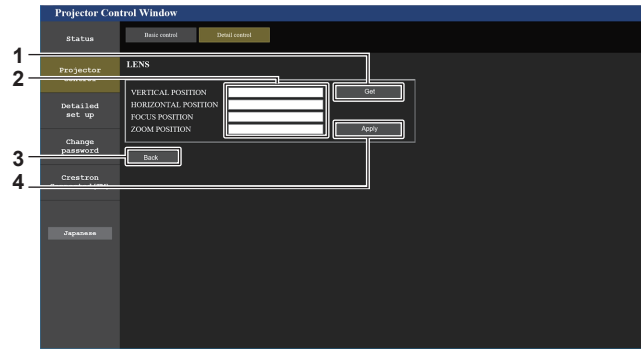 Projector Control Window
Status
Basic control
Detail control
1
2
Projector
LENS
VERTICAL POSITION
Get
HORIZONTAL POSITION
FOCUS POSITION
ZOOM POSITION
Apply
Detailed
set up
Change
password
3
Back
4
Crestron
Japanese